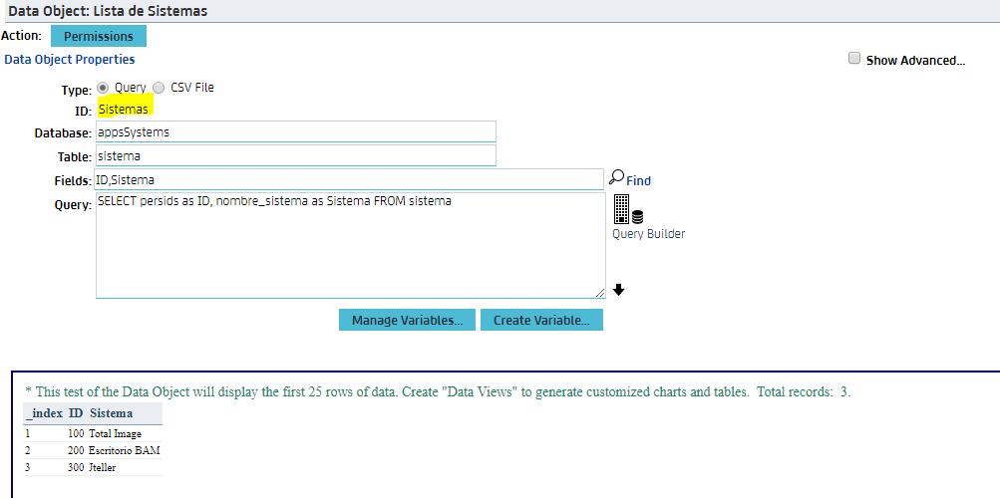 Data Object: Lista de Sistemas
Action: Permissions
Data Object Properties
Show Advanced...
Type: Query CSV File
ID: Sistemas
Database: appsSystems
Table: sistema
Fields: ID,Sistema Find
Query: SELECT persids as ID, nombre_sistema as Sistema FROM sistema
Query Builder
Manage Variables... Create Variable...
* This test of the Data Object will display the first 25 rows of data. Create "Data Views" to generate customized charts and tables. Total records: 3.
_index ID Sistema
1 100 Total Image
2 200 Escritorio BAM
3 300 Jteller